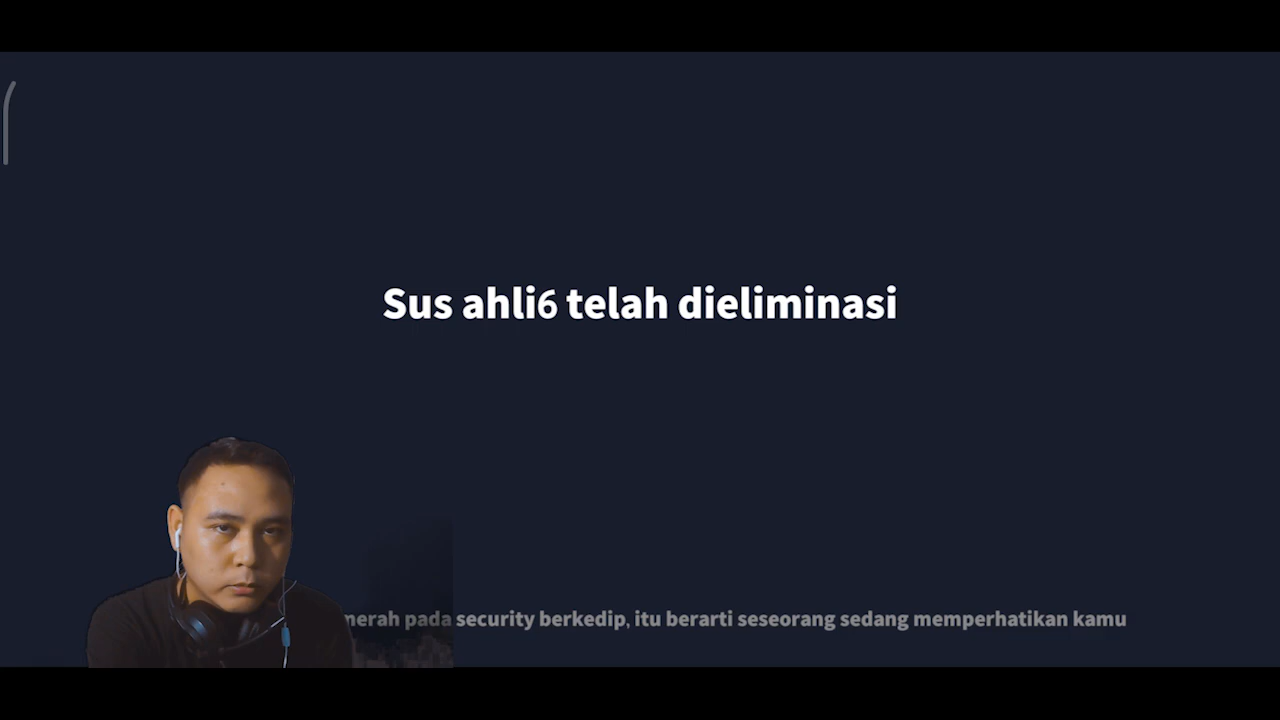 Sus ahli6 telah dieliminasi
merah pada security berkedip, itu berarti seseorang sedang memperhatikan kamu